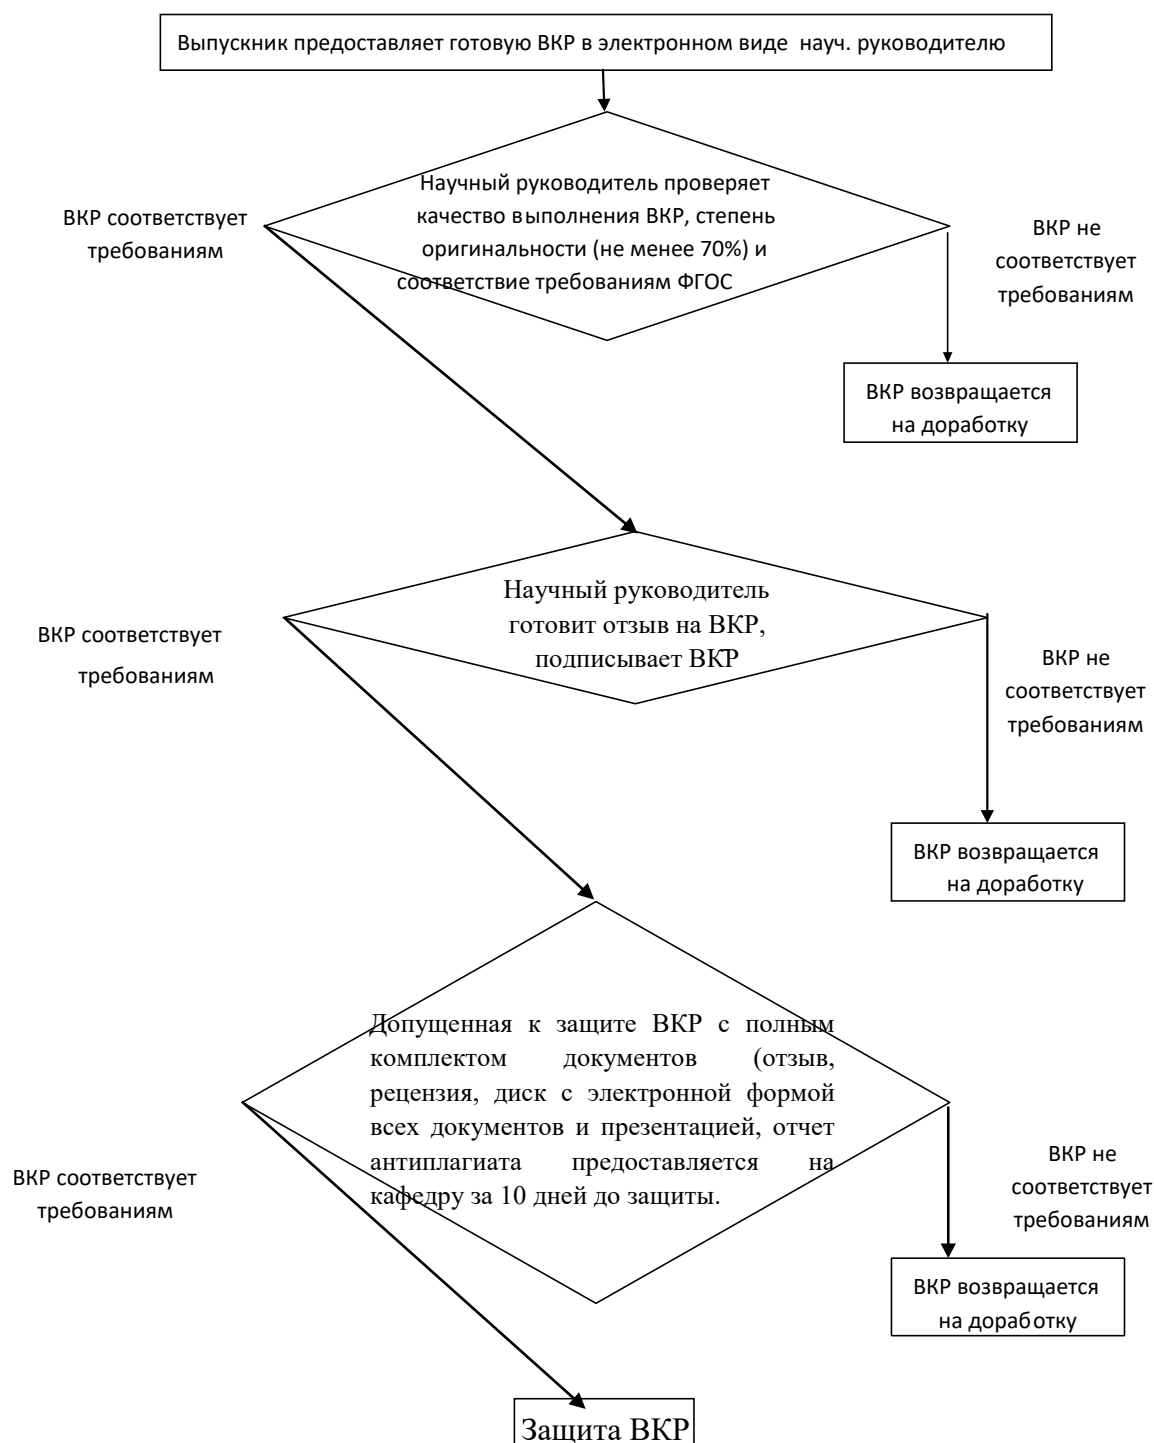 Выпускник предоставляет готовую ВКР в электронном виде науч. руководителю
Научный руководитель проверяет
качество выполнения ВКР, степень
оригинальности (не менее 70%) и
соответствие требованиям ФГОС
ВКР соответствует
требованиям
ВКР не
соответствует
требованиям
ВКР возвращается
на доработку
Научный руководитель
готовит отзыв на ВКР,
подписывает ВКР
ВКР соответствует
требованиям
ВКР не
соответствует
требованиям
ВКР возвращается
на доработку
Допущенная к защите ВКР с полным
комплектом документов (отзыв,
рецензия, диск с электронной формой
всех документов и презентацией, отчет
антиплагиата предоставляется на
кафедру за 10 дней до защиты.
ВКР соответствует
требованиям
ВКР не
соответствует
требованиям
ВКР возвращается
на доработку
Защита ВКР